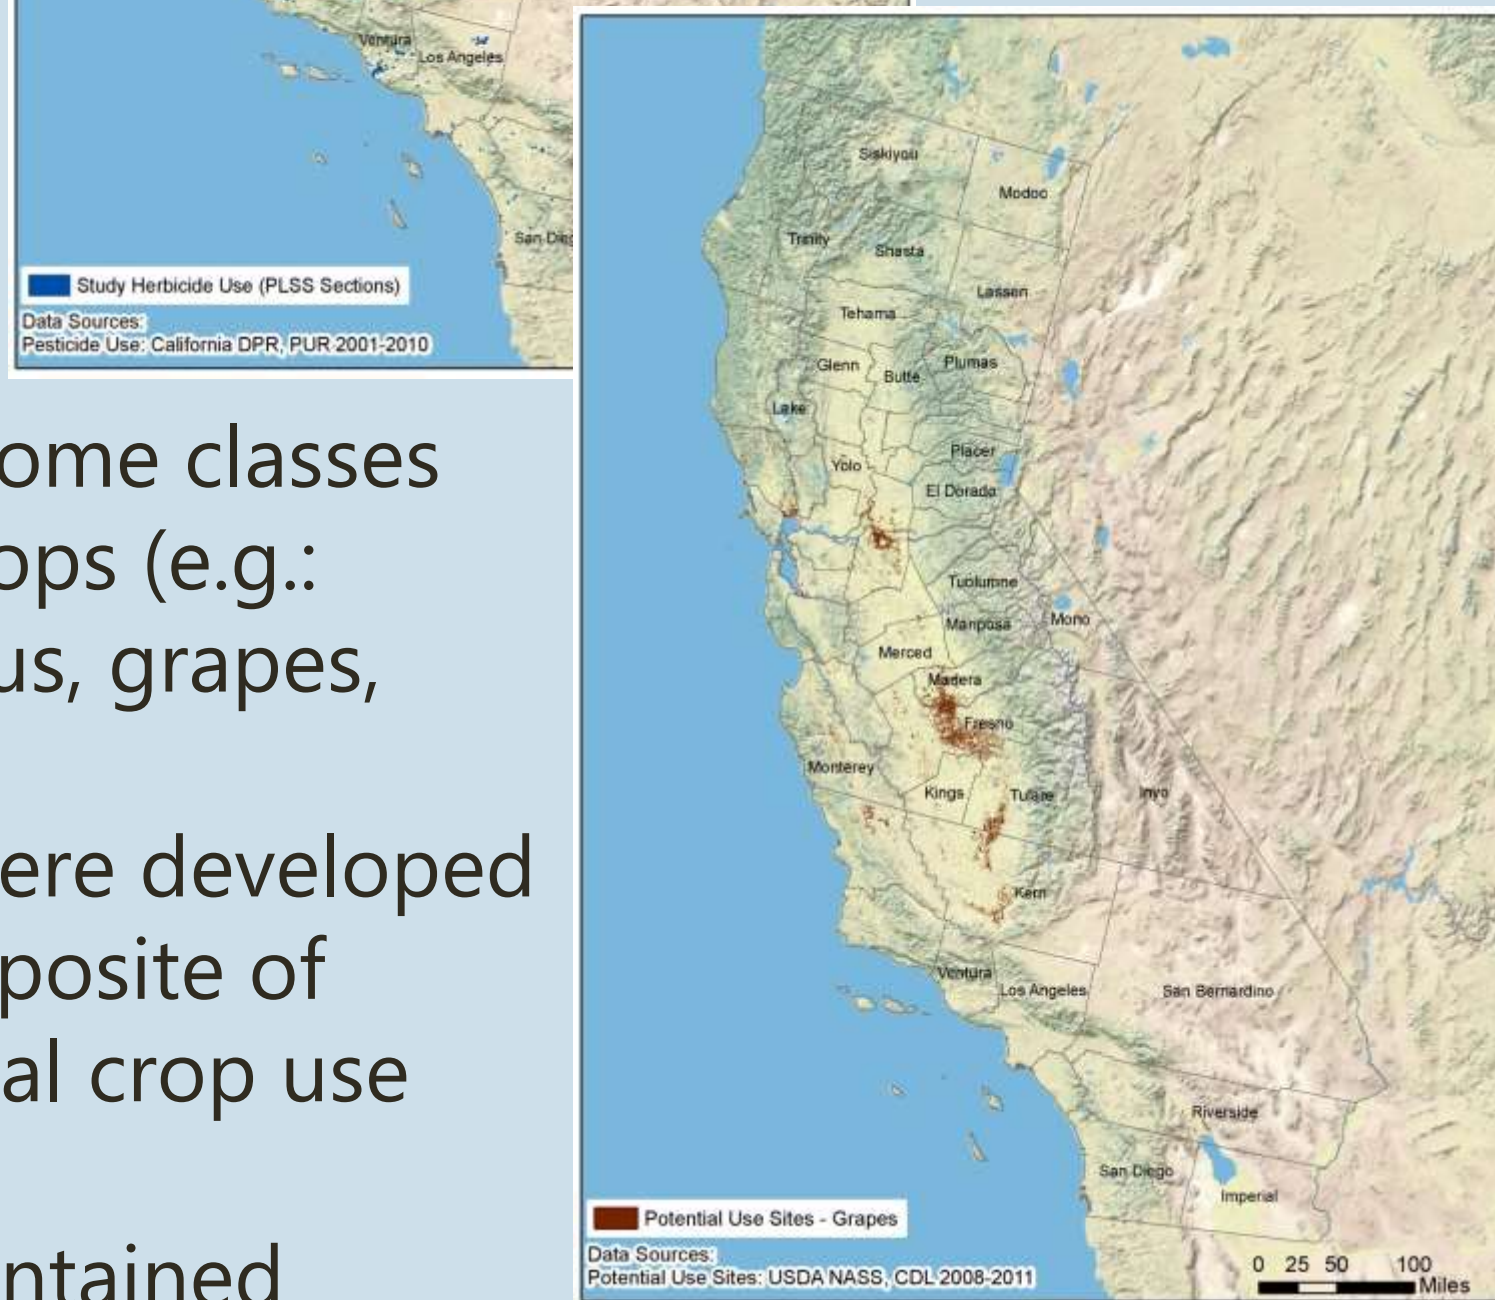 Ventura
Los Angeles
San Die
Study Herbicide Use (PLSS Sections)
Data Sources:
Pesticide Use: California DPR, PUR 2001-2010
ome classes
ops (e.g.:
us, grapes,
ere developed
posite of
al crop use
ntained
Siskiyou
Modoc
Trinity
Shasta
Lassen
Tehama
Glenn
Butte
Plumas
Lake
Placer
Yolo
El Dorado
Tuolumne
Mariposa
Mono
Merced
Madera
Fresno
Monterey
Kings
Tulare
Inyo
Kern
Ventura
Los Angeles
San Bernardino
Riverside
San Diego
Imperial
Potential Use Sites - Grapes
Data Sources:
Potential Use Sites: USDA NASS, CDL 2008-2011
0 25 50 100
Miles